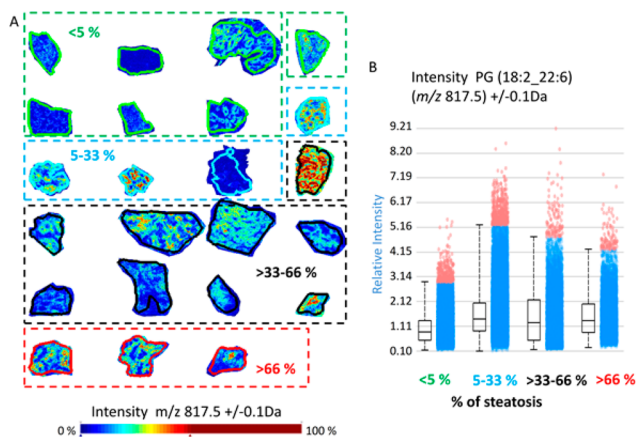 A
<5 %
5-33 %
>33-66 %
>66 %
Intensity m/z 817.5 +/-0.1Da
0 %
100 %
B
Intensity PG (18:2_22:6)
(m/z 817.5) +/-0.1Da
Relative Intensity
9.21
8.20
7.19
6.17
5.16
4.15
3.14
2.12
1.11
0.10
<5 % 5-33 % >33-66 % >66 %
% of steatosis